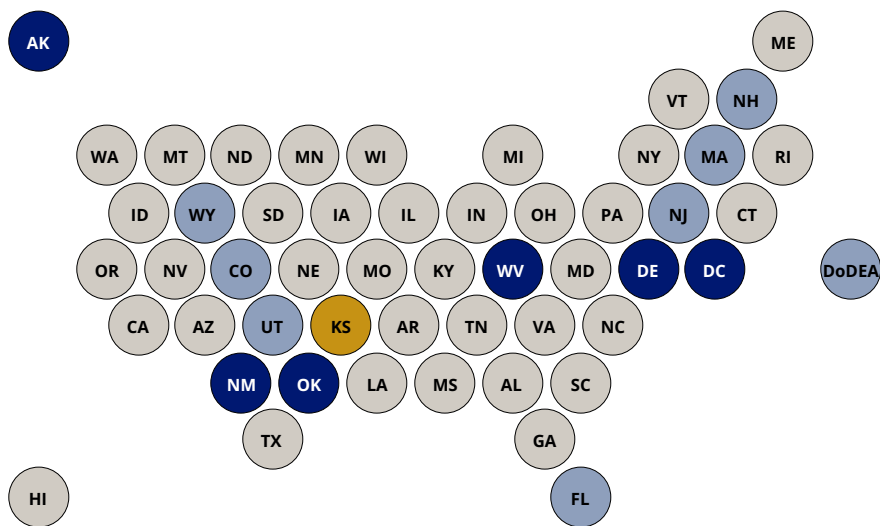 AK ME
VT NH
WA MT ND MN WI MI NY MA RI
ID WY SD IA IL IN OH PA NJ CT
OR NV CO NE MO KY WV MD DE DC DoDEA
CA AZ UT KS AR TN VA NC
NM OK LA MS AL SC
TX GA
HI FL